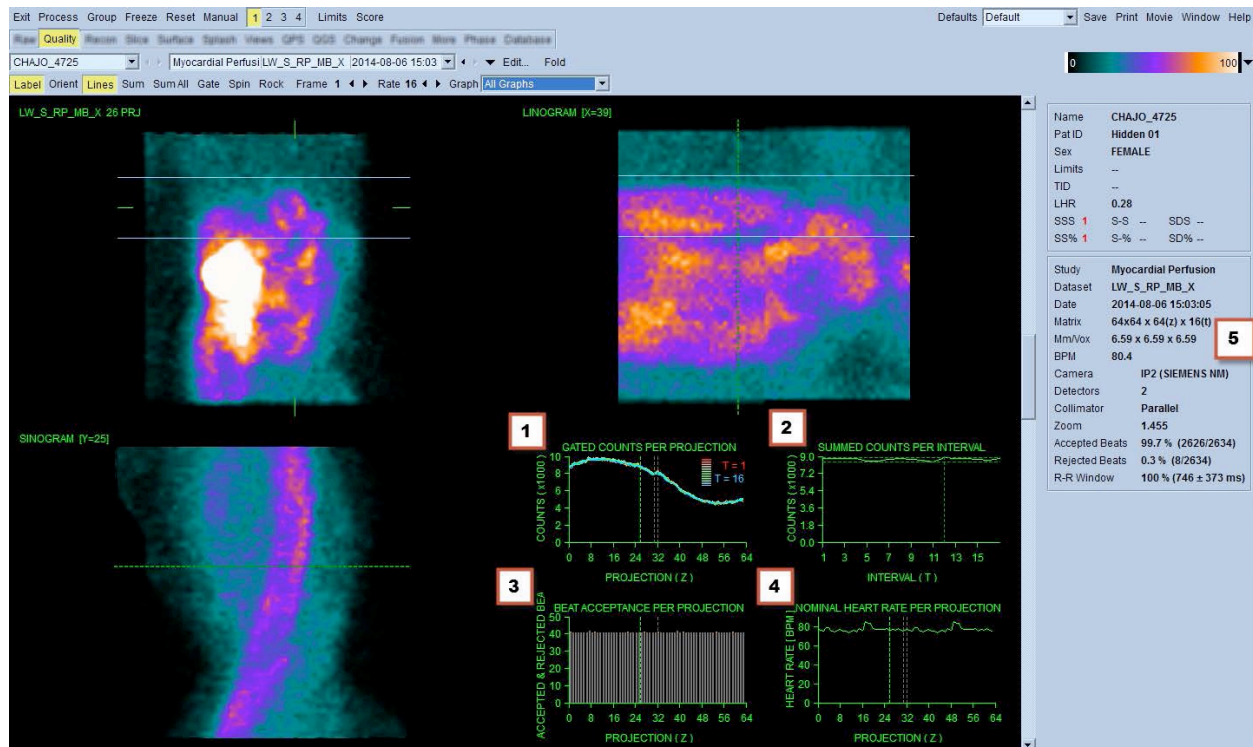 Exit Process Group Freeze Reset Manual 1 2 3 4 Limits Score Defaults Default Save Print Movie Window Help
Raw Quality Recon Slice Surface Splash Views QPS QGS Change Fusion More Phase Database
CHAJO_4725 Myocardial Perfusi LW_S_RP_MB_X 2014-08-06 15:03 Edit... Fold
0 100
Label Orient Lines Sum Sum All Gate Spin Rock Frame 1 Rate 16 Graph All Graphs
LW_S_RP_MB_X 26 PRJ
LINOGRAM [X=39]
Name CHAJO_4725
Pat ID Hidden 01
Sex FEMALE
Limits --
TID --
LHR 0.28
SSS 1 S-S -- SDS --
SS% 1 S-% -- SD% --
Study Myocardial Perfusion
Dataset LW_S_RP_MB_X
Date 2014-08-06 15:03:05
Matrix 64x64 x 64(z) x 16(t)
5
Mm/Vox 6.59 x 6.59 x 6.59
BPM 80.4
Camera IP2 (SIEMENS NM)
Detectors 2
Collimator Parallel
Zoom 1.455
Accepted Beats 99.7 % (2626/2634)
Rejected Beats 0.3 % (8/2634)
R-R Window 100 % (746 ± 373 ms)
SINOGRAM [Y=25]
1
GATED COUNTS PER PROJECTION
T = 1
T = 16
COUNTS ( x1000 )
10
8
6
4
2
0
0 8 16 24 32 40 48 56 64
PROJECTION ( Z )
2
SUMMED COUNTS PER INTERVAL
COUNTS ( x1000 )
9.0
7.2
5.4
3.6
1.8
0.0
1 3 5 7 9 11 13 15
INTERVAL ( T )
3
BEAT ACCEPTANCE PER PROJECTION
ACCEPTED & REJECTED BEA
50
40
30
20
10
0
0 8 16 24 32 40 48 56 64
PROJECTION ( Z )
4
NOMINAL HEART RATE PER PROJECTION
HEART RATE [ BPM ]
80
60
40
20
0
0 8 16 24 32 40 48 56 64
PROJECTION ( Z )